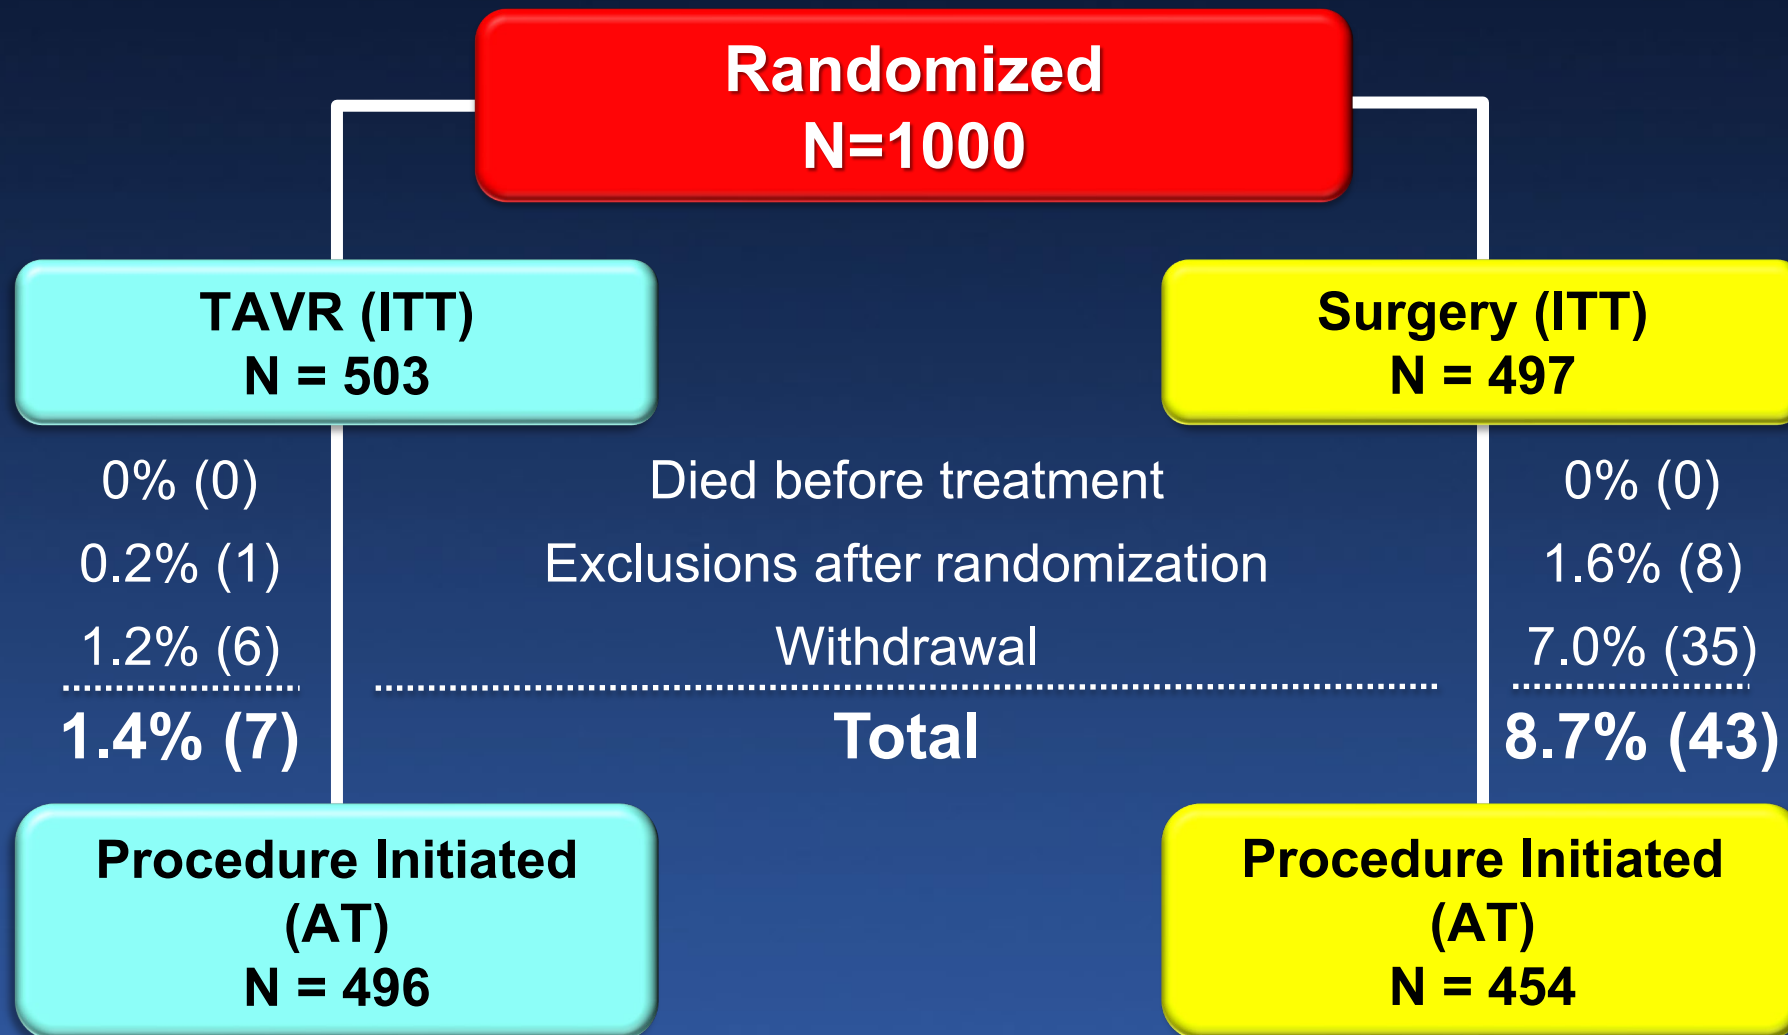 Randomized
N=1000
TAVR (ITT)
N = 503
Surgery (ITT)
N = 497
0% (0) Died before treatment 0% (0)
0.2% (1) Exclusions after randomization 1.6% (8)
1.2% (6) Withdrawal 7.0% (35)
1.4% (7) Total 8.7% (43)
Procedure Initiated
(AT)
N = 496
Procedure Initiated
(AT)
N = 454